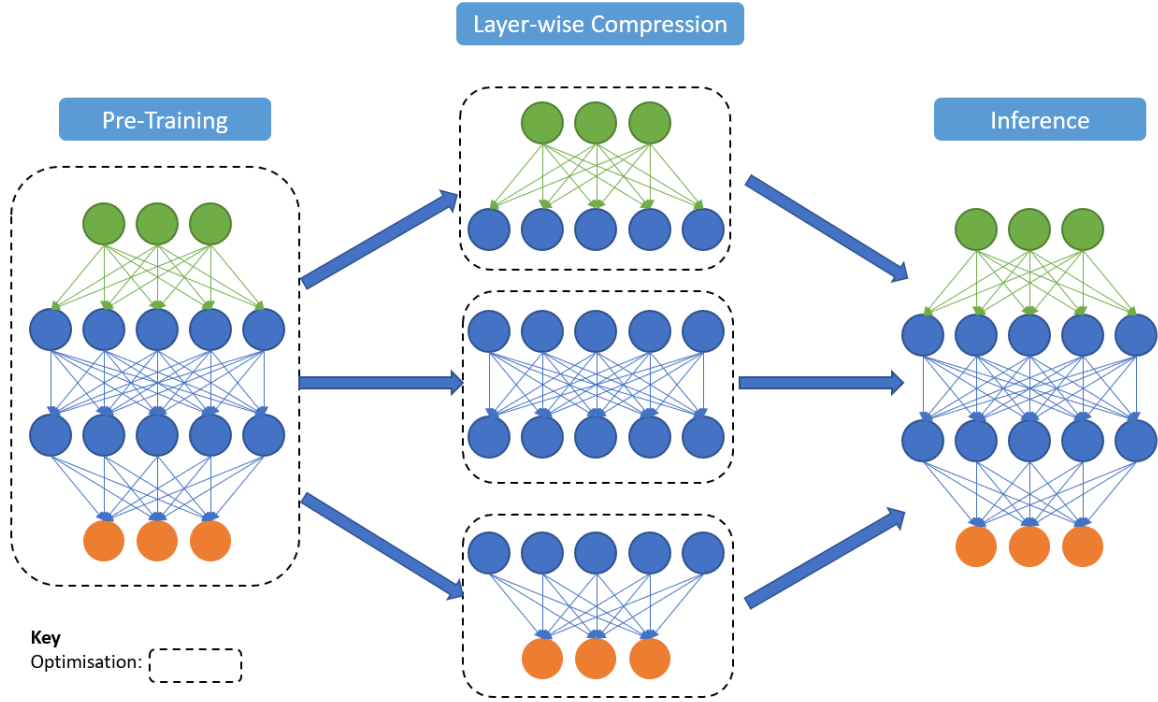 Layer-wise Compression
Pre-Training
Inference
Key
Optimisation: